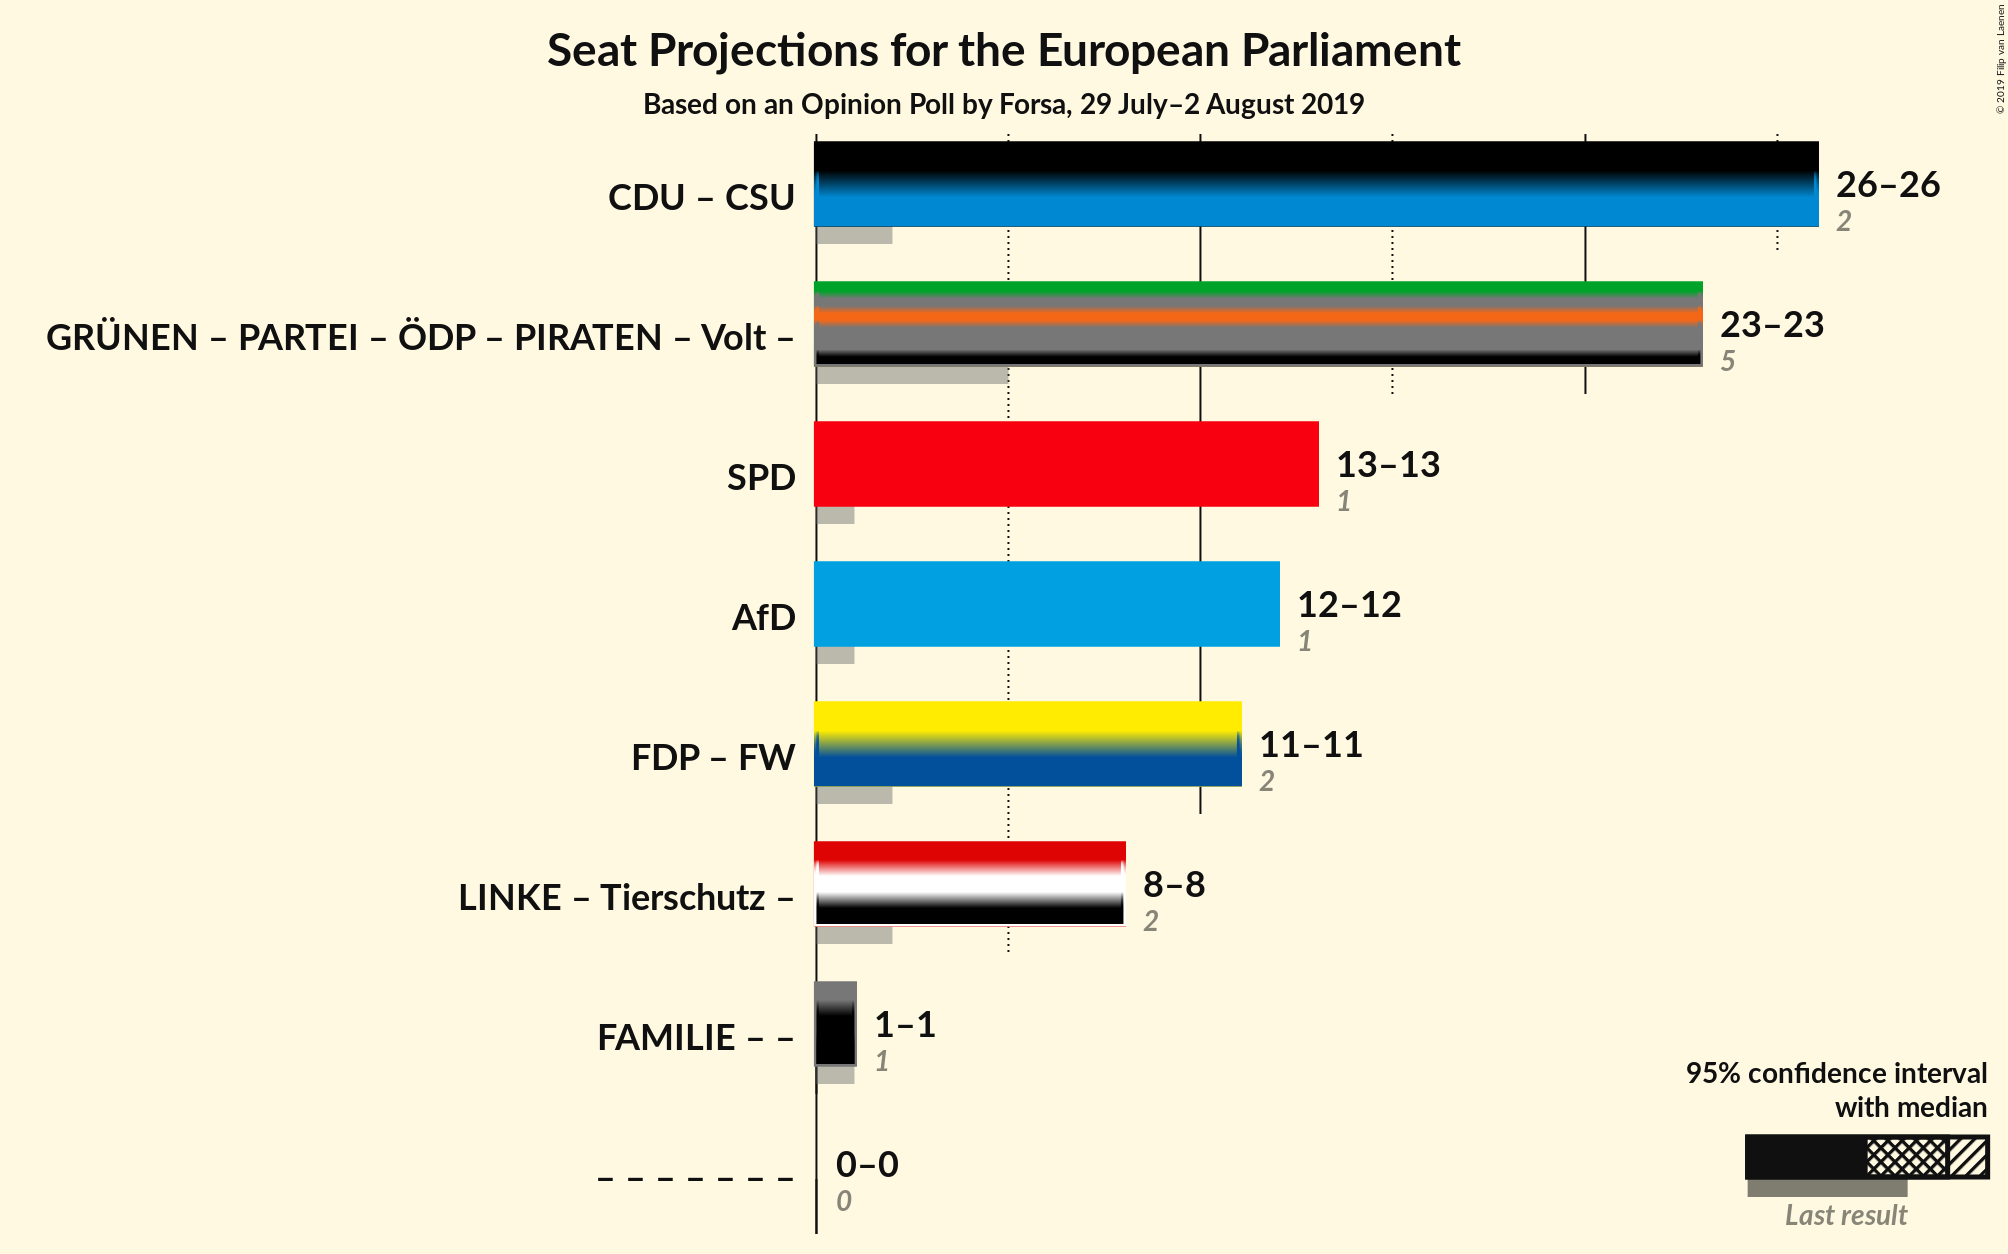 Seat Projections for the European Parliament
Based on an Opinion Poll by Forsa, 29 July–2 August 2019
© 2019 Filip van Laenen
CDU – CSU
26–26
2
GRÜNEN – PARTEI – ÖDP – PIRATEN – Volt –
23–23
5
SPD
13–13
1
AfD
12–12
1
FDP – FW
11–11
2
LINKE – Tierschutz –
8–8
2
FAMILIE – –
1–1
1
– – – – – – –
0–0
0
95% confidence interval
with median
Last result